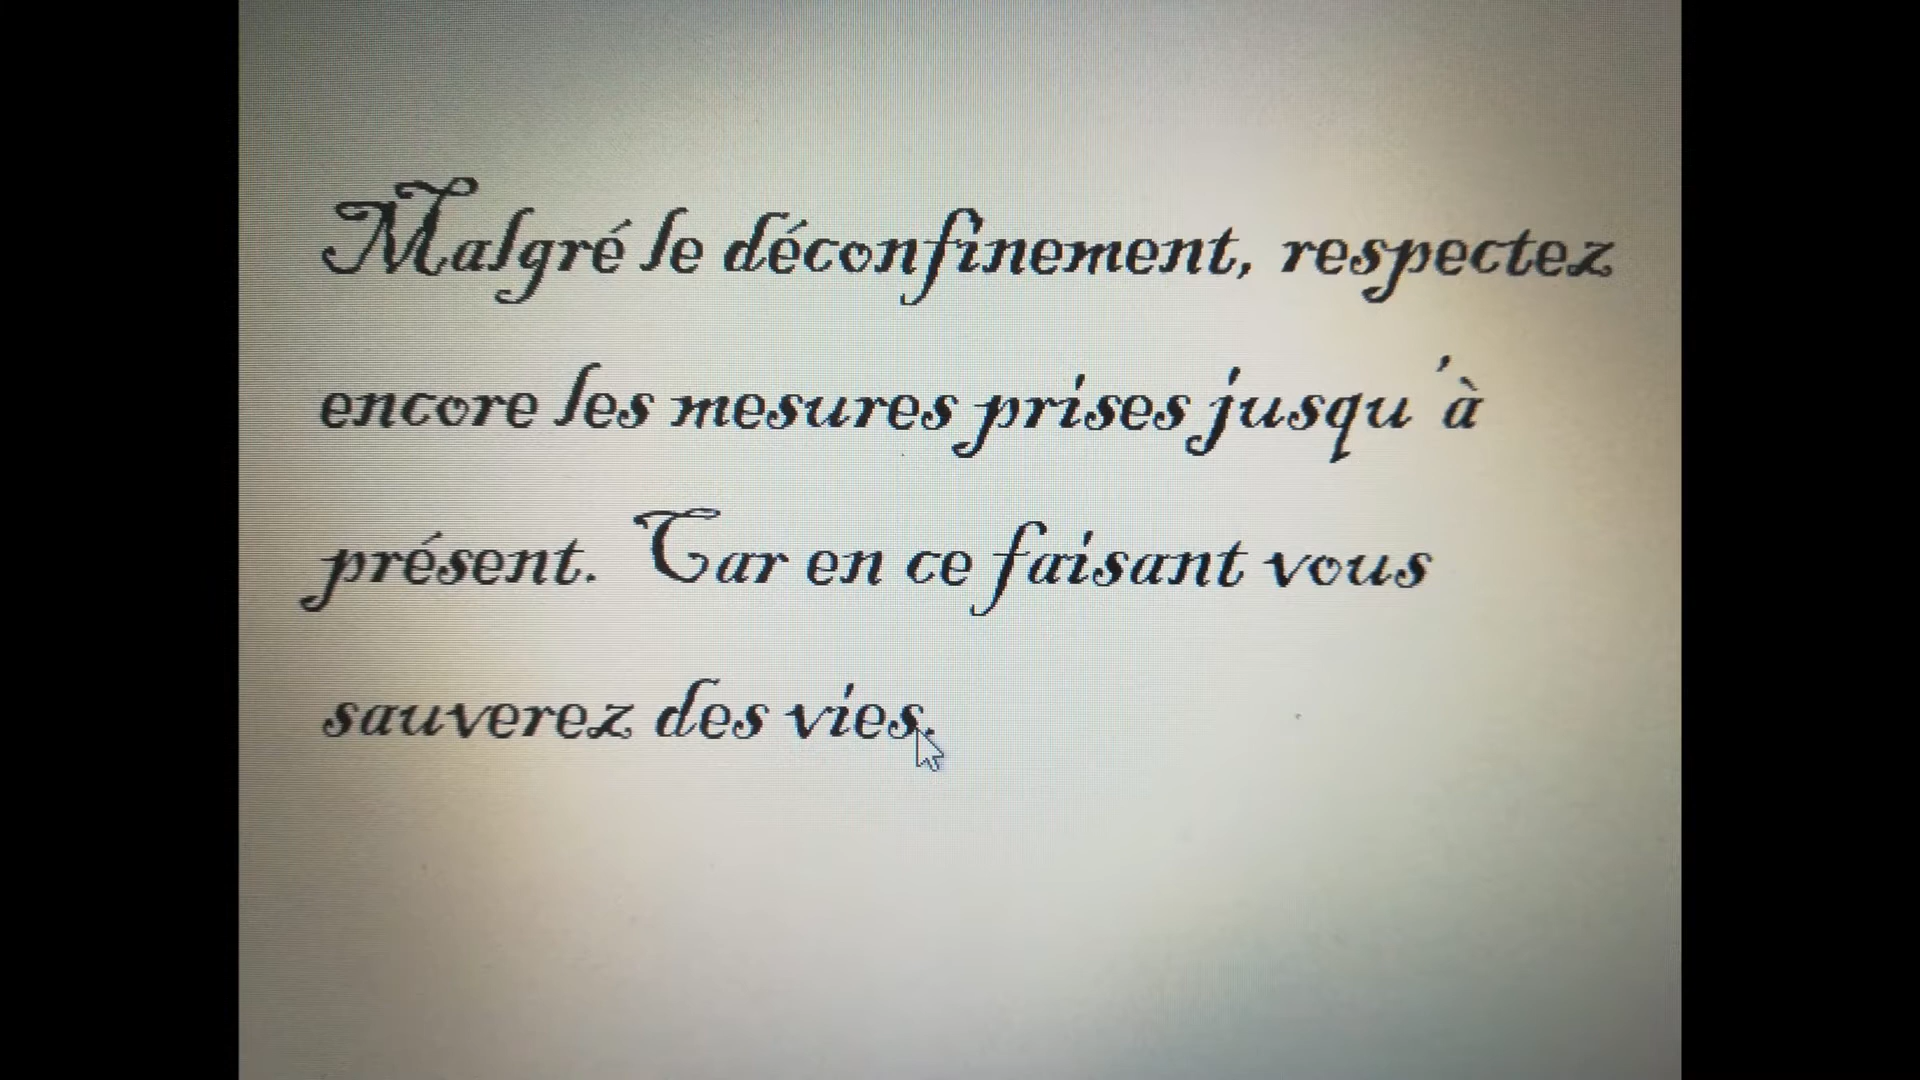 Malgré le déconfinement, respectez
encore les mesures prises jusqu'à
présent. Car en ce faisant vous
sauverez des vies.